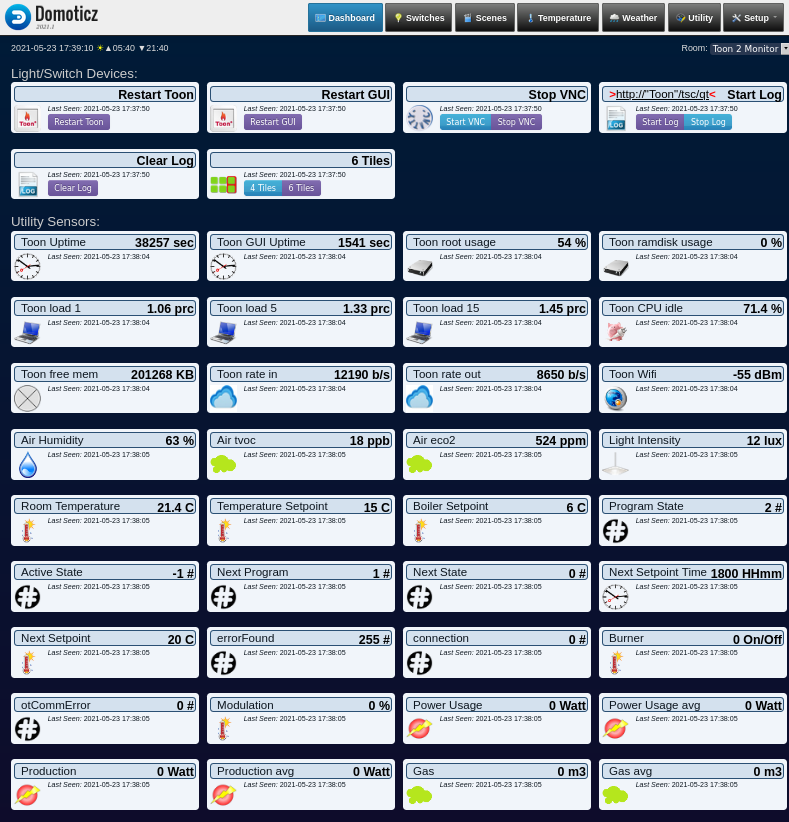 Domoticz
2021.1
Dashboard Switches Scenes Temperature Weather Utility Setup
2021-05-23 17:39:10 ☀▲05:40 ▼21:40 Room: Toon 2 Monitor
Light/Switch Devices:
Restart Toon Restart GUI Stop VNC >http://"Toon"/tsc/qt< Start Log
Last Seen: 2021-05-23 17:37:50 Last Seen: 2021-05-23 17:37:50 Last Seen: 2021-05-23 17:37:50 Last Seen: 2021-05-23 17:37:50
Restart Toon Restart GUI Start VNC Stop VNC Start Log Stop Log
Clear Log 6 Tiles
Last Seen: 2021-05-23 17:37:50 Last Seen: 2021-05-23 17:37:50
Clear Log 4 Tiles 6 Tiles
Utility Sensors:
Toon Uptime 38257 sec Toon GUI Uptime 1541 sec Toon root usage 54 % Toon ramdisk usage 0 %
Last Seen: 2021-05-23 17:38:04 Last Seen: 2021-05-23 17:38:04 Last Seen: 2021-05-23 17:38:04 Last Seen: 2021-05-23 17:38:04
Toon load 1 1.06 prc Toon load 5 1.33 prc Toon load 15 1.45 prc Toon CPU idle 71.4 %
Last Seen: 2021-05-23 17:38:04 Last Seen: 2021-05-23 17:38:04 Last Seen: 2021-05-23 17:38:04 Last Seen: 2021-05-23 17:38:04
Toon free mem 201268 KB Toon rate in 12190 b/s Toon rate out 8650 b/s Toon Wifi -55 dBm
Last Seen: 2021-05-23 17:38:04 Last Seen: 2021-05-23 17:38:04 Last Seen: 2021-05-23 17:38:04 Last Seen: 2021-05-23 17:38:04
Air Humidity 63 % Air tvoc 18 ppb Air eco2 524 ppm Light Intensity 12 lux
Last Seen: 2021-05-23 17:38:05 Last Seen: 2021-05-23 17:38:05 Last Seen: 2021-05-23 17:38:05 Last Seen: 2021-05-23 17:38:05
Room Temperature 21.4 C Temperature Setpoint 15 C Boiler Setpoint 6 C Program State 2 #
Last Seen: 2021-05-23 17:38:05 Last Seen: 2021-05-23 17:38:05 Last Seen: 2021-05-23 17:38:05 Last Seen: 2021-05-23 17:38:05
Active State -1 # Next Program 1 # Next State 0 # Next Setpoint Time 1800 HHmm
Last Seen: 2021-05-23 17:38:05 Last Seen: 2021-05-23 17:38:05 Last Seen: 2021-05-23 17:38:05 Last Seen: 2021-05-23 17:38:05
Next Setpoint 20 C errorFound 255 # connection 0 # Burner 0 On/Off
Last Seen: 2021-05-23 17:38:05 Last Seen: 2021-05-23 17:38:05 Last Seen: 2021-05-23 17:38:05 Last Seen: 2021-05-23 17:38:05
otCommError 0 # Modulation 0 % Power Usage 0 Watt Power Usage avg 0 Watt
Last Seen: 2021-05-23 17:38:05 Last Seen: 2021-05-23 17:38:05 Last Seen: 2021-05-23 17:38:05 Last Seen: 2021-05-23 17:38:05
Production 0 Watt Production avg 0 Watt Gas 0 m3 Gas avg 0 m3
Last Seen: 2021-05-23 17:38:05 Last Seen: 2021-05-23 17:38:05 Last Seen: 2021-05-23 17:38:05 Last Seen: 2021-05-23 17:38:05